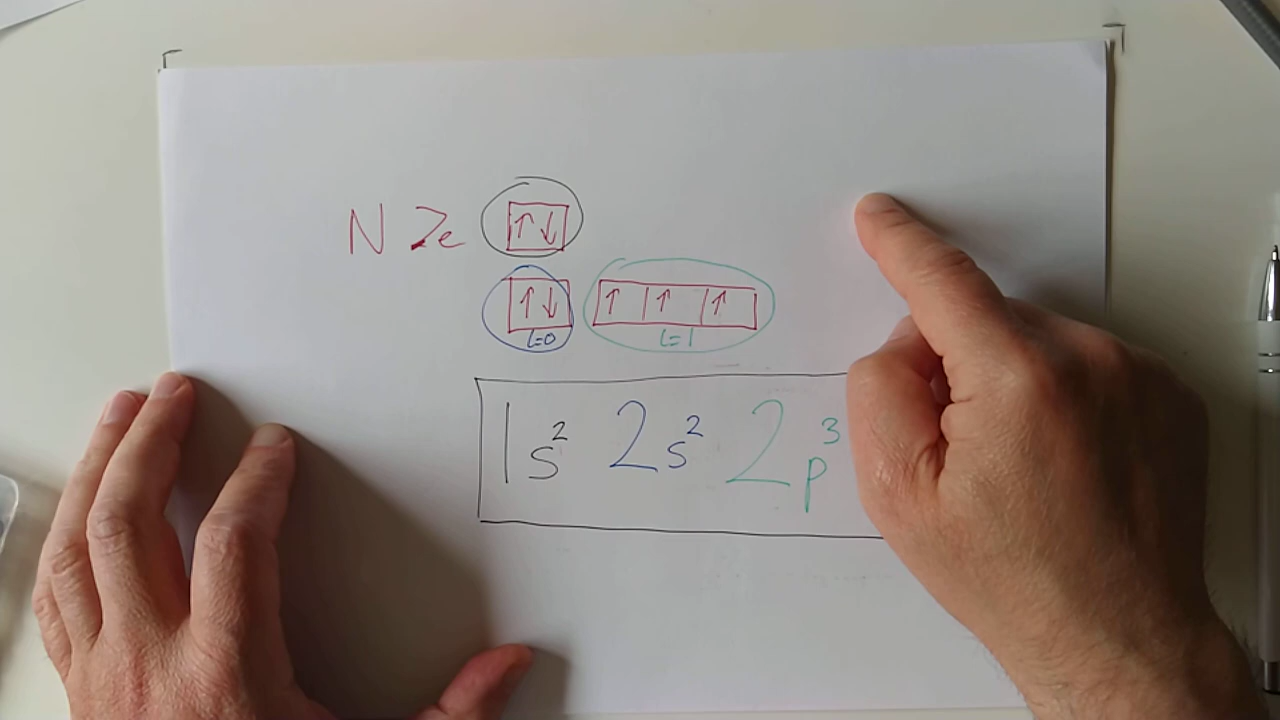 N 7e ↑↓
↑↓ ↑ ↑ ↑
l=0 l=1
1s² 2s² 2p³